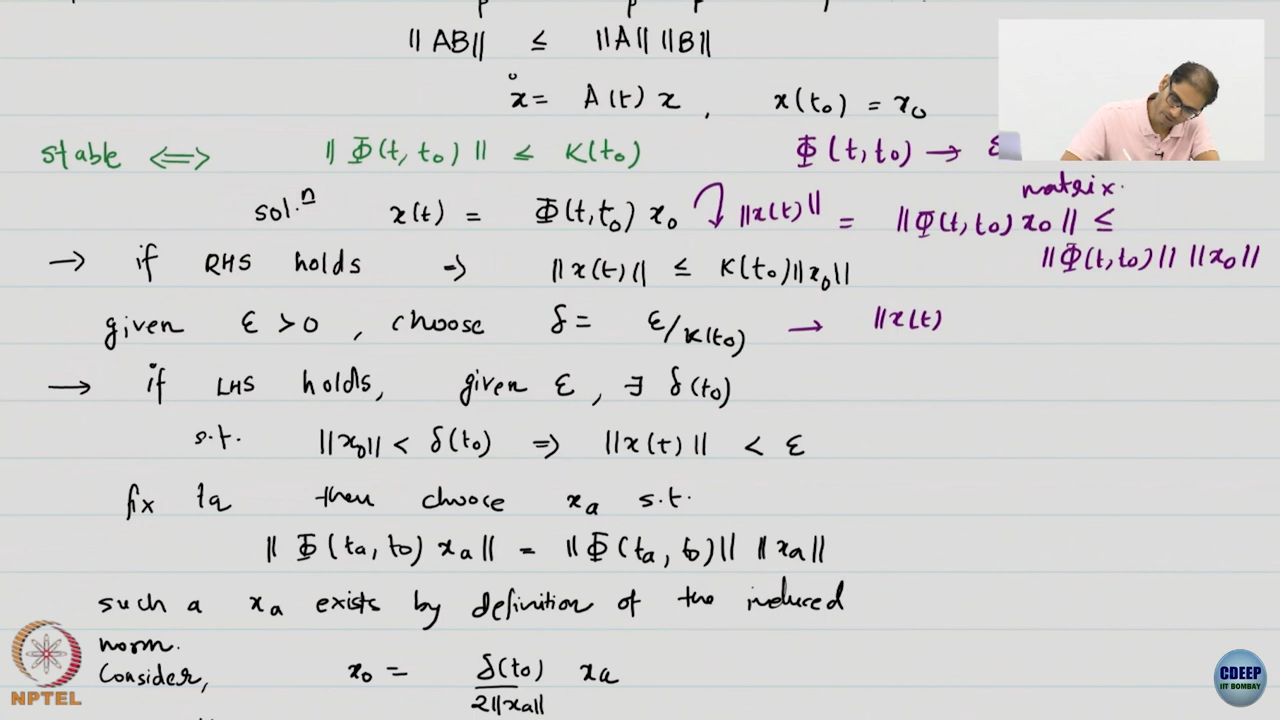 || AB || ≤ ||A|| ||B||
ẋ = A(t) x , x(t₀) = x₀
stable ⟺ || Φ(t, t₀) || ≤ K(t₀) Φ(t, t₀) →
matrix.
sol.ⁿ x(t) = Φ(t, t₀) x₀ ||x(t)|| = ||Φ(t, t₀) x₀ || ≤
||Φ(t, t₀)|| ||x₀||
→ if RHS holds ⇒ ||x(t)|| ≤ K(t₀)||x₀||
given ε > 0 , choose δ = ε/K(t₀) → ||x(t)
→ if LHS holds, given ε , ∃ δ(t₀)
s.t. ||x₀|| < δ(t₀) ⇒ ||x(t)|| < ε
fix ta then choose xₐ s.t.
|| Φ(ta, t₀) xₐ || = ||Φ(ta, t₀)|| ||xₐ||
such a xₐ exists by definition of the induced
norm.
Consider, x₀ = δ(t₀)/2||xₐ|| xₐ
NPTEL
CDEEP
IIT BOMBAY